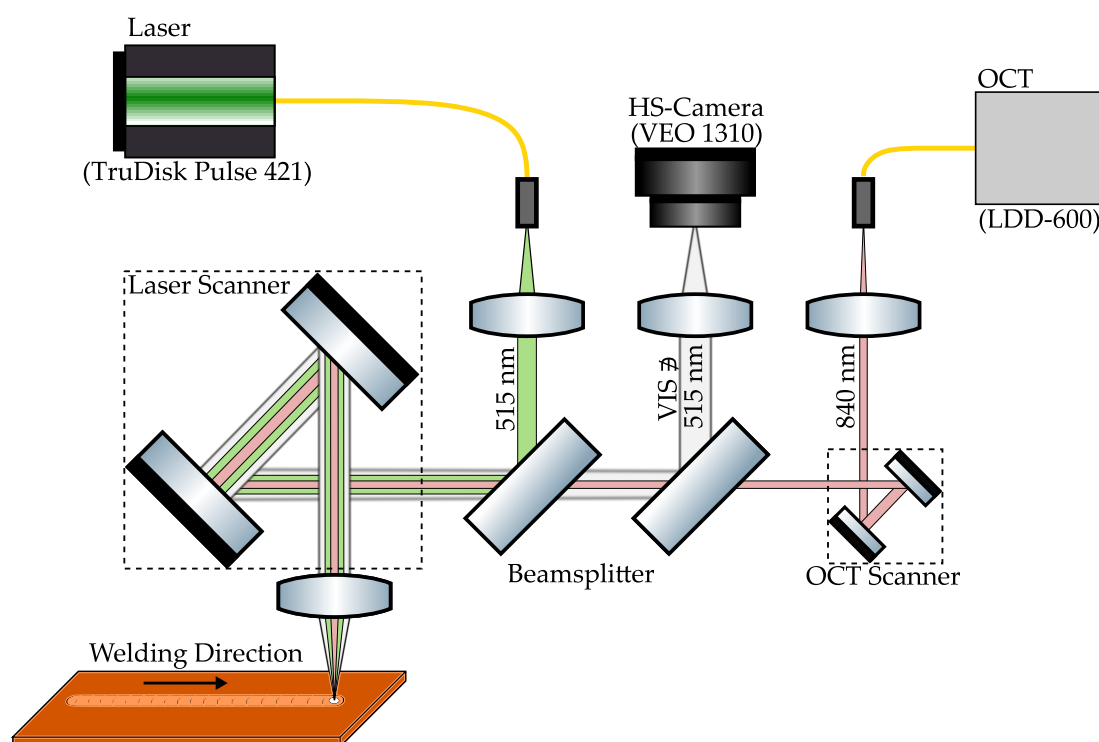 Laser
(TruDisk Pulse 421)
HS-Camera
(VEO 1310)
OCT
(LDD-600)
Laser Scanner
515 nm
VIS ∌
515 nm
840 nm
Beamsplitter
OCT Scanner
Welding Direction